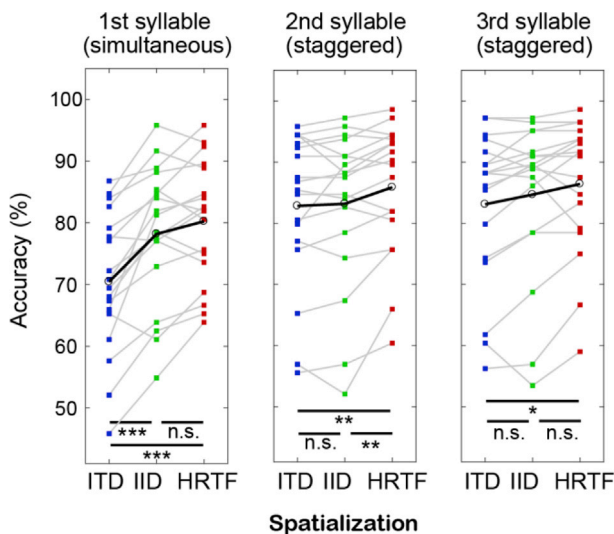 1st syllable
(simultaneous)
2nd syllable
(staggered)
3rd syllable
(staggered)
Accuracy (%)
100
90
80
70
60
50
*** n.s.
***
**
n.s. **
*
n.s. n.s.
ITD IID HRTF
ITD IID HRTF
ITD IID HRTF
Spatialization